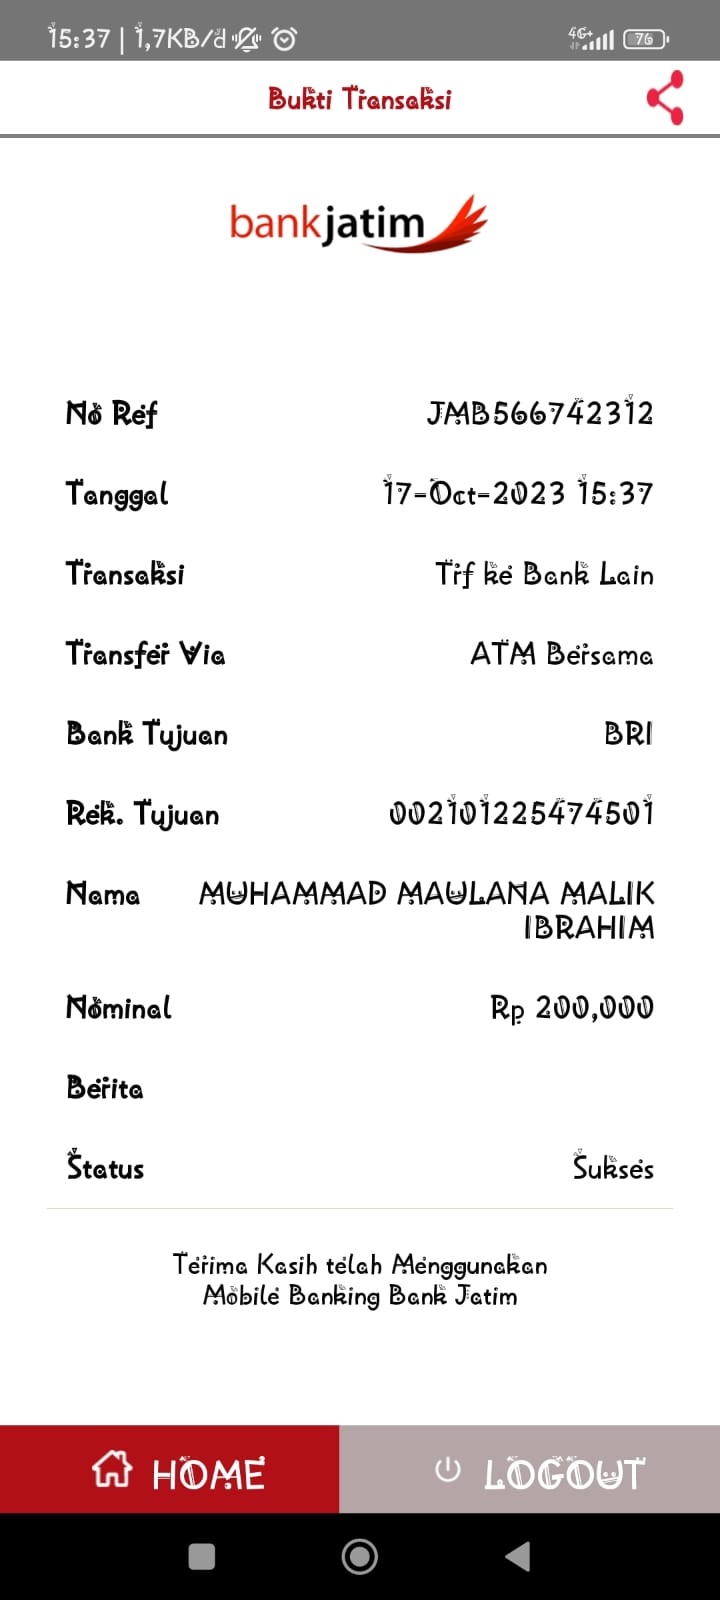 15:37 | 1,7KB/d
4G+
76
Bukti Transaksi
bankjatim
No Ref JMB566742312
Tanggal 17-Oct-2023 15:37
Transaksi Trf ke Bank Lain
Transfer Via ATM Bersama
Bank Tujuan BRI
Rek. Tujuan 002101225474501
Nama MUHAMMAD MAULANA MALIK
IBRAHIM
Nominal Rp 200,000
Berita
Status Sukses
Terima Kasih telah Menggunakan
Mobile Banking Bank Jatim
HOME LOGOUT